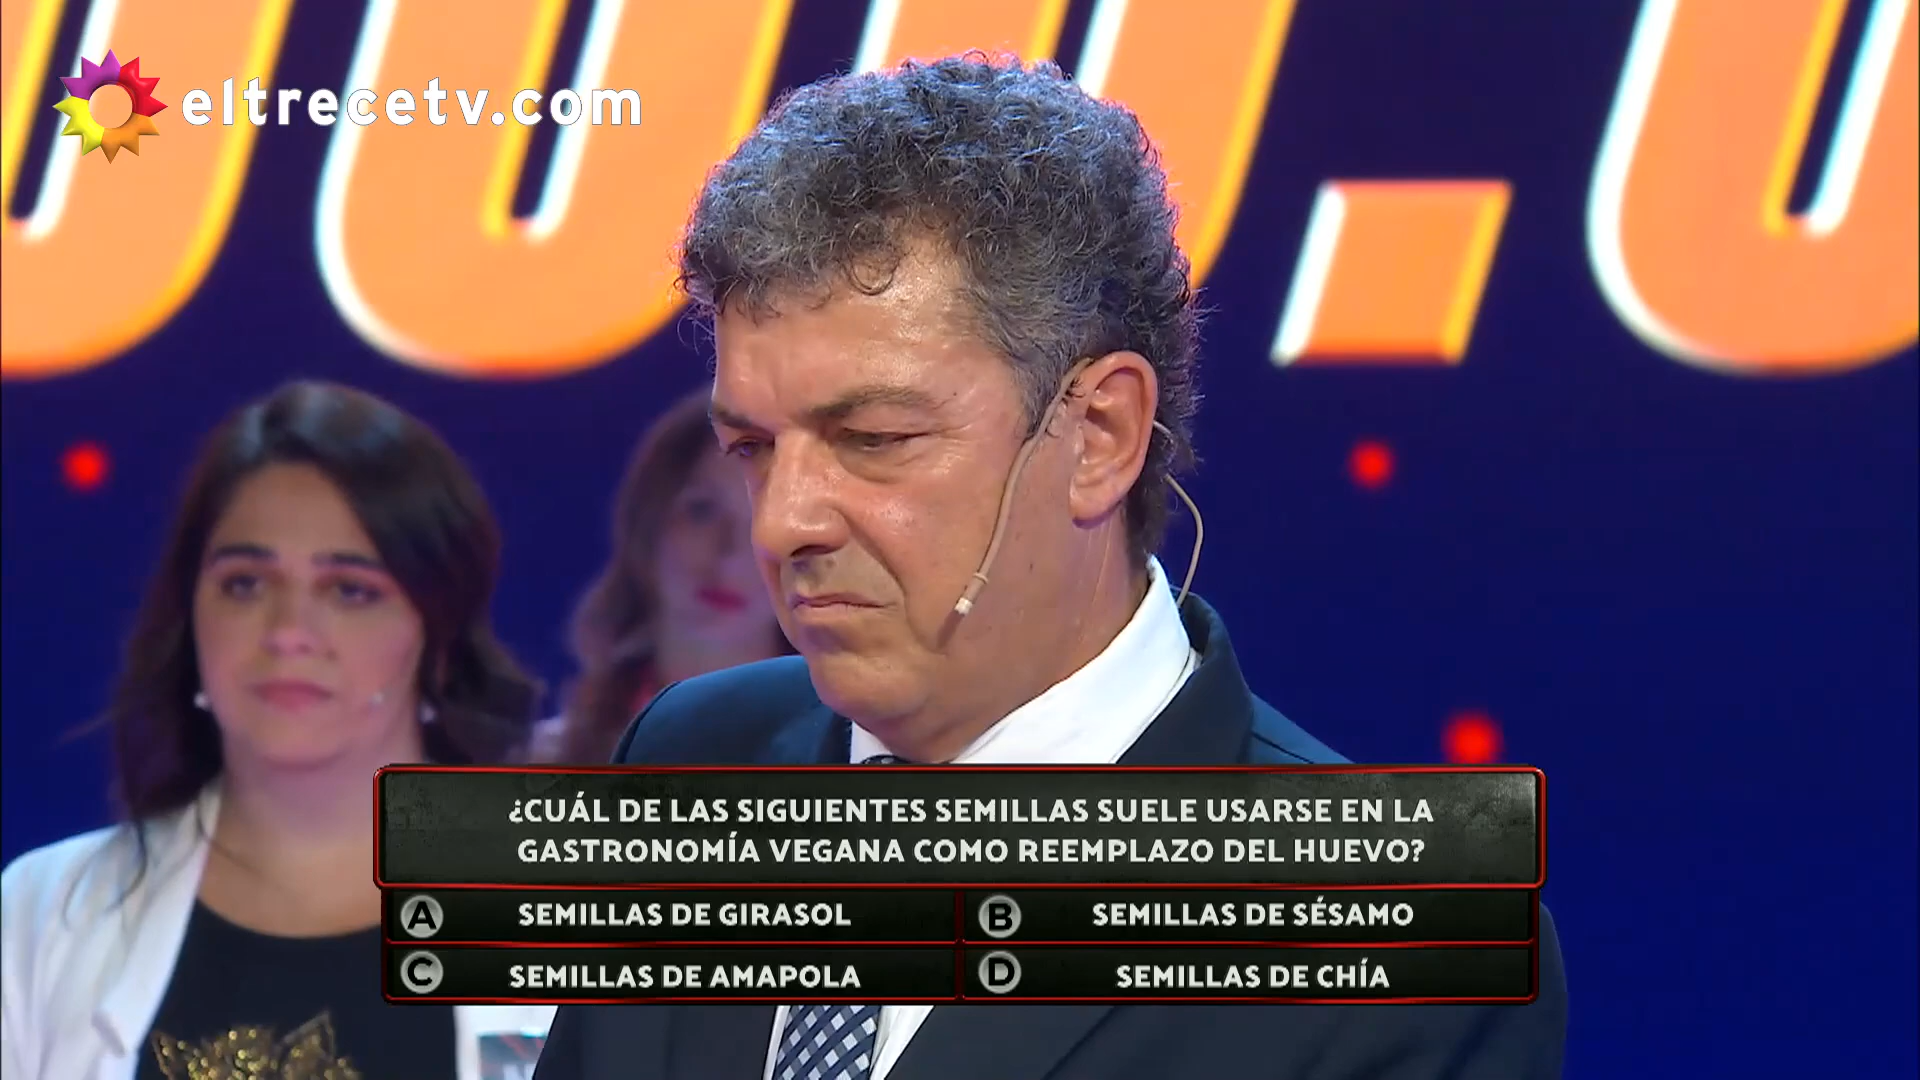 eltrecetv.com
¿CUÁL DE LAS SIGUIENTES SEMILLAS SUELE USARSE EN LA
GASTRONOMÍA VEGANA COMO REEMPLAZO DEL HUEVO?
A SEMILLAS DE GIRASOL
B SEMILLAS DE SÉSAMO
C SEMILLAS DE AMAPOLA
D SEMILLAS DE CHÍA